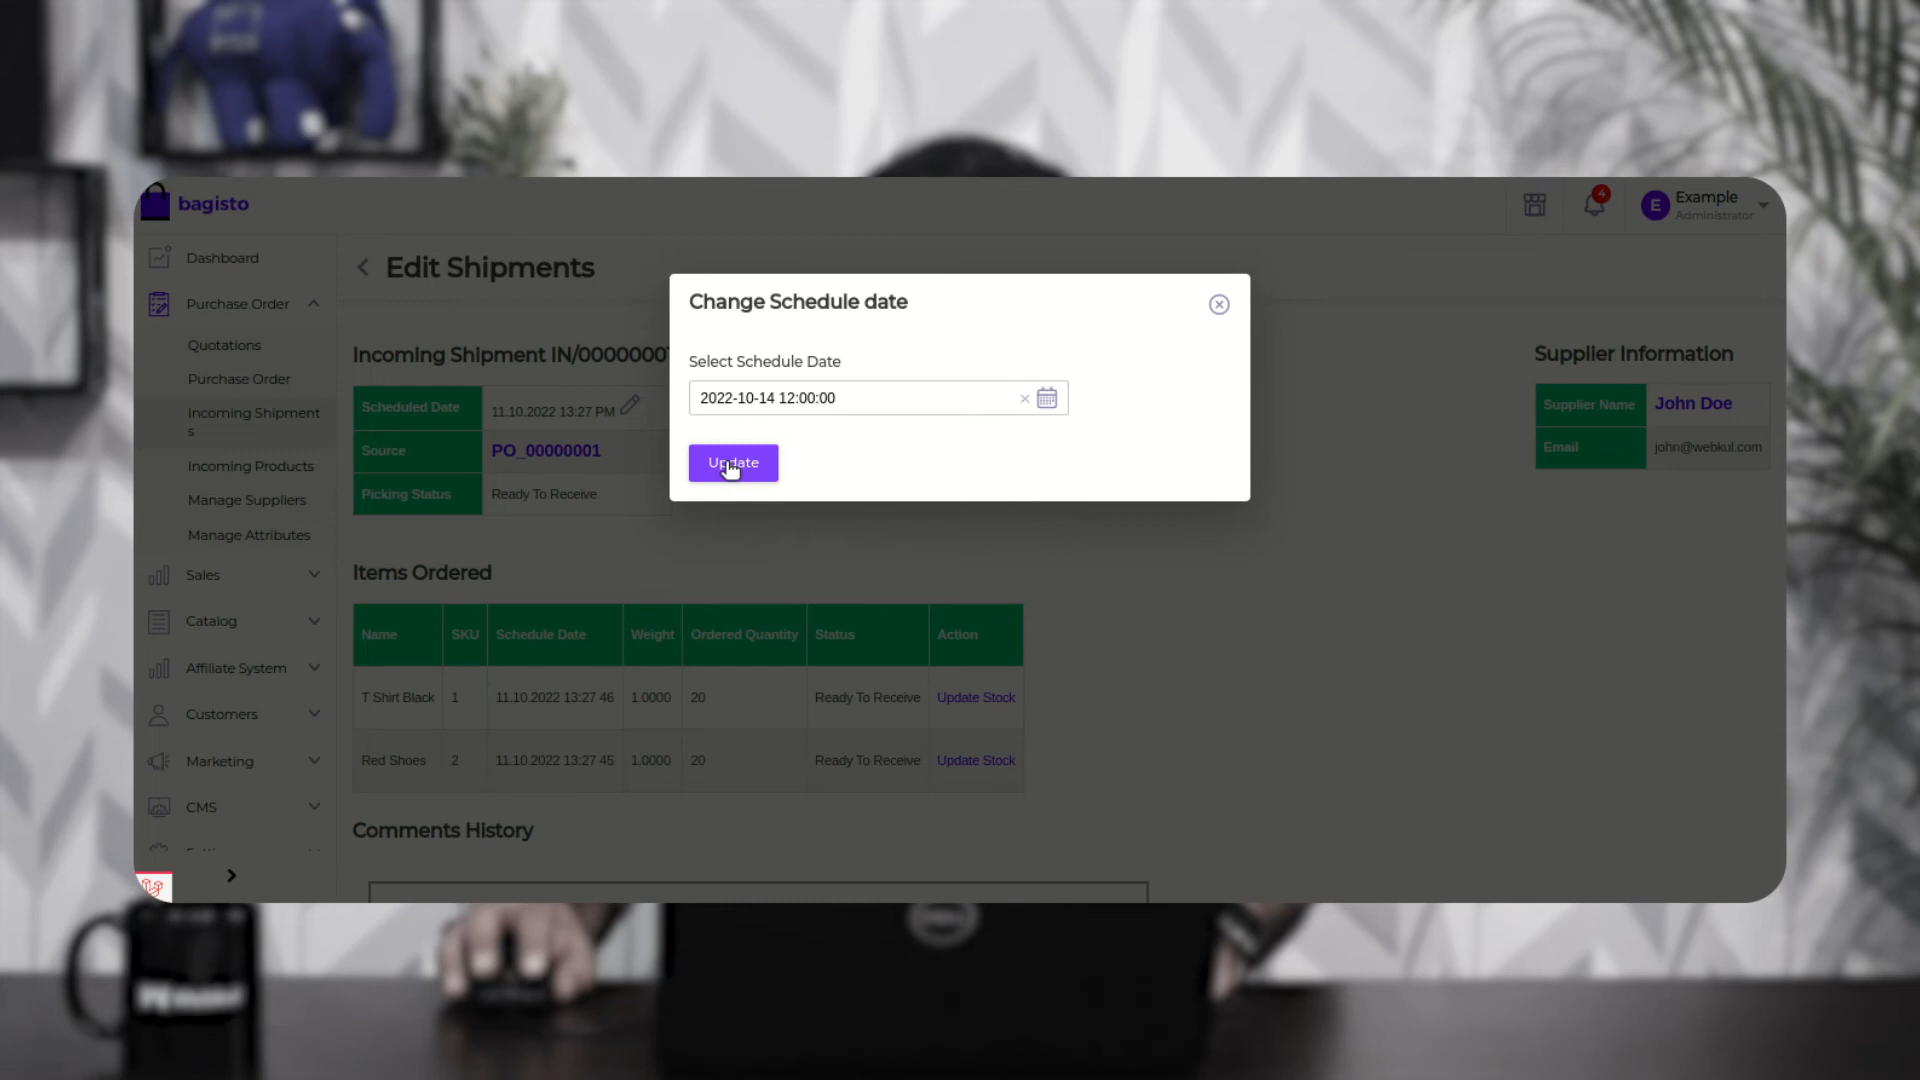 bagisto
4
E
Example
Administrator
Dashboard
Purchase Order
Quotations
Purchase Order
Incoming Shipment
s
Incoming Products
Manage Suppliers
Manage Attributes
Sales
Catalog
Affiliate System
Customers
Marketing
CMS
Edit Shipments
Incoming Shipment IN/0000000
Scheduled Date 11.10.2022 13:27 PM
Source PO_00000001
Picking Status Ready To Receive
Change Schedule date
Select Schedule Date
2022-10-14 12:00:00
Update
Supplier Information
Supplier Name John Doe
Email john@webkul.com
Items Ordered
Name SKU Schedule Date Weight Ordered Quantity Status Action
T Shirt Black 1 11.10.2022 13:27 46 1.0000 20 Ready To Receive Update Stock
Red Shoes 2 11.10.2022 13:27 45 1.0000 20 Ready To Receive Update Stock
Comments History